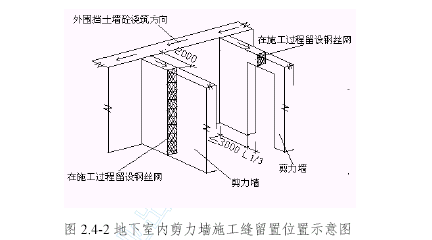 外围挡土墙砼浇筑方向
在施工过程留设钢丝网
≥2000
≥3000 L1/3
剪力墙
在施工过程留设钢丝网
剪力墙
图 2.4-2 地下室内剪力墙施工缝留置位置示意图